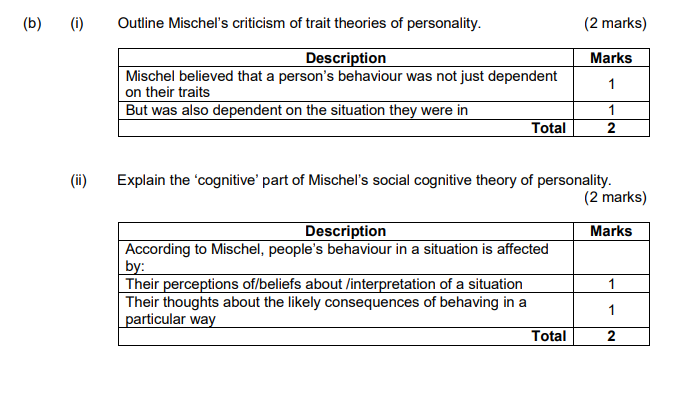 (b) (i) Outline Mischel's criticism of trait theories of personality. (2 marks)
Description Marks
Mischel believed that a person's behaviour was not just dependent
on their traits 1
But was also dependent on the situation they were in 1
Total 2
(ii) Explain the 'cognitive' part of Mischel's social cognitive theory of personality.
(2 marks)
Description Marks
According to Mischel, people's behaviour in a situation is affected
by:
Their perceptions of/beliefs about /interpretation of a situation 1
Their thoughts about the likely consequences of behaving in a
particular way 1
Total 2